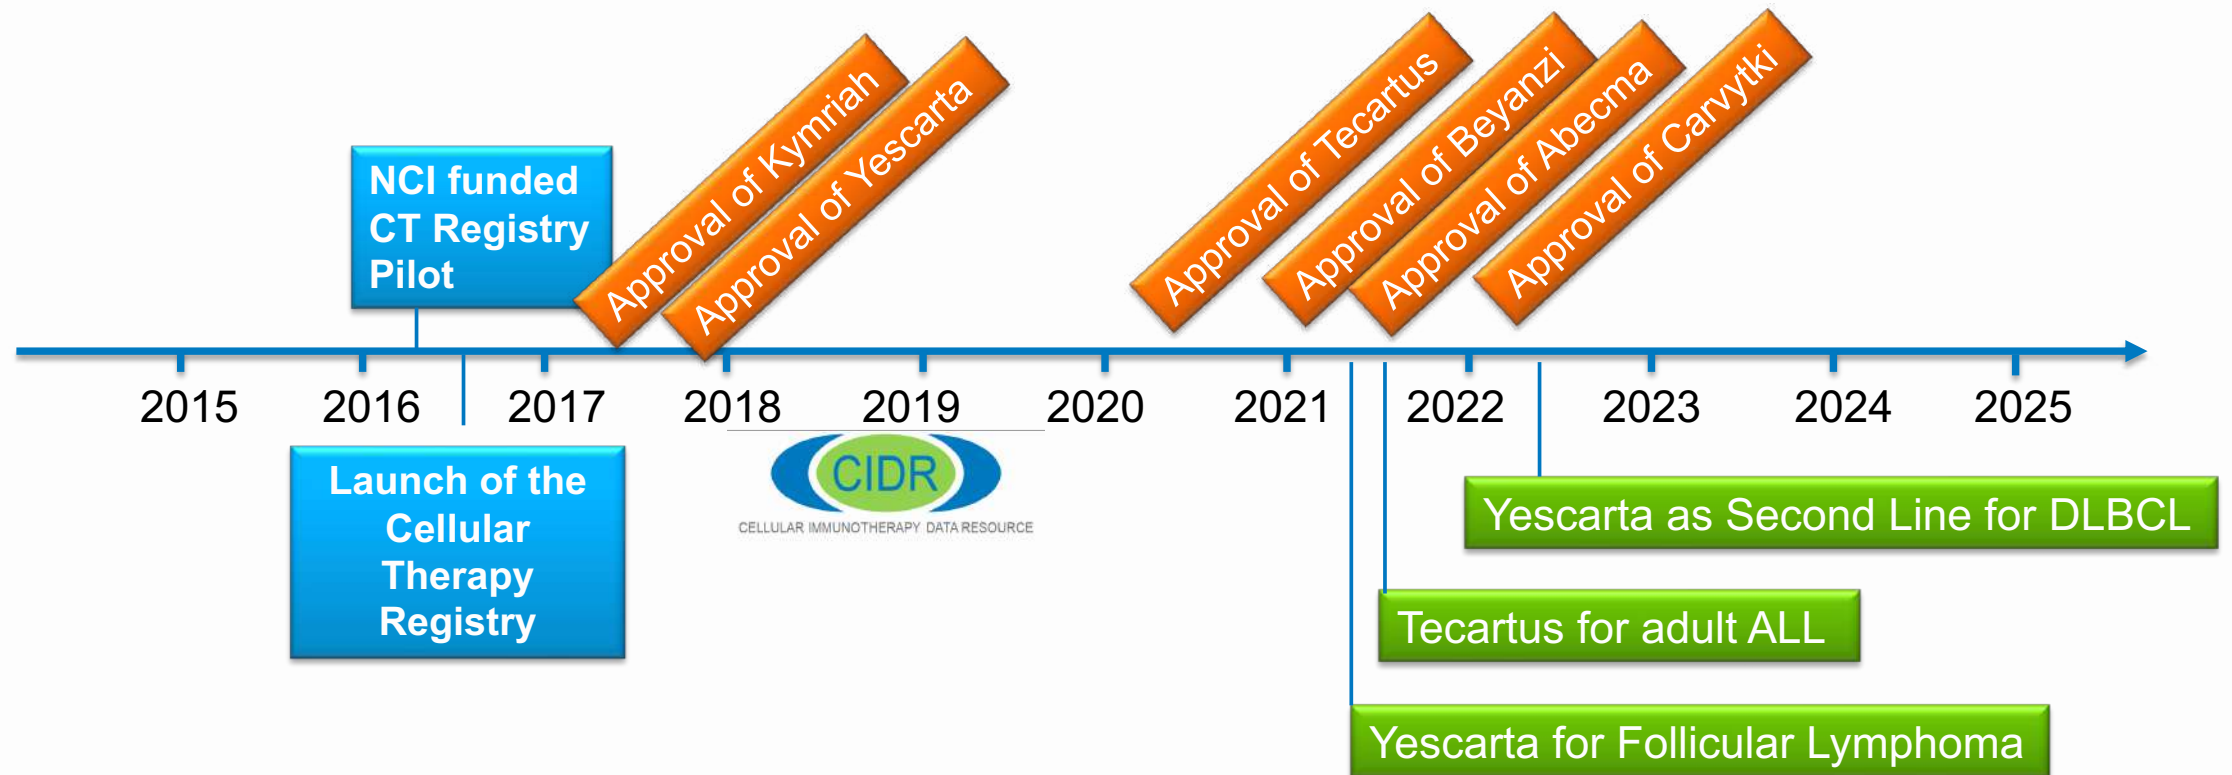 Approval of Kymriah
Approval of Yescarta
Approval of Tecartus
Approval of Beyanzi
Approval of Abecma
Approval of Carvytki
NCI funded
CT Registry
Pilot
2015
2016
2017
2018
2019
2020
2021
2022
2023
2024
2025
Launch of the
Cellular
Therapy
Registry
CIDR
CELLULAR IMMUNOTHERAPY DATA RESOURCE
Yescarta as Second Line for DLBCL
Tecartus for adult ALL
Yescarta for Follicular Lymphoma